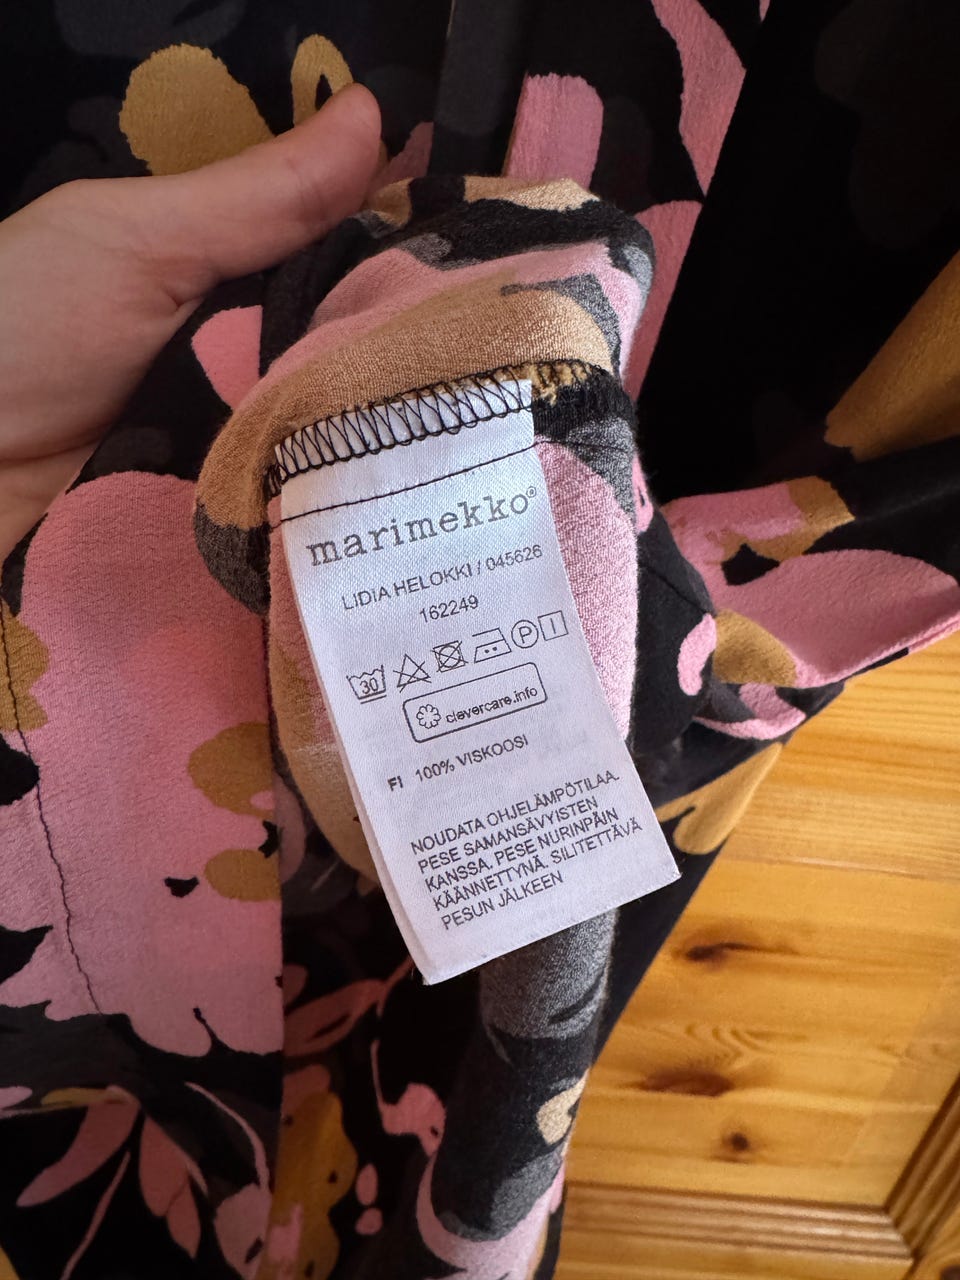 marimekko®
LIDIA HELOKKI / 045626
162249
30 P
clevercare.info
FI 100% VISKOOSI
NOUDATA OHJELÄMPÖTILAA.
PESE SAMANSÄVYISTEN
KANSSA. PESE NURINPÄIN
KÄÄNNETTYNÄ. SILITETTÄVÄ
PESUN JÄLKEEN